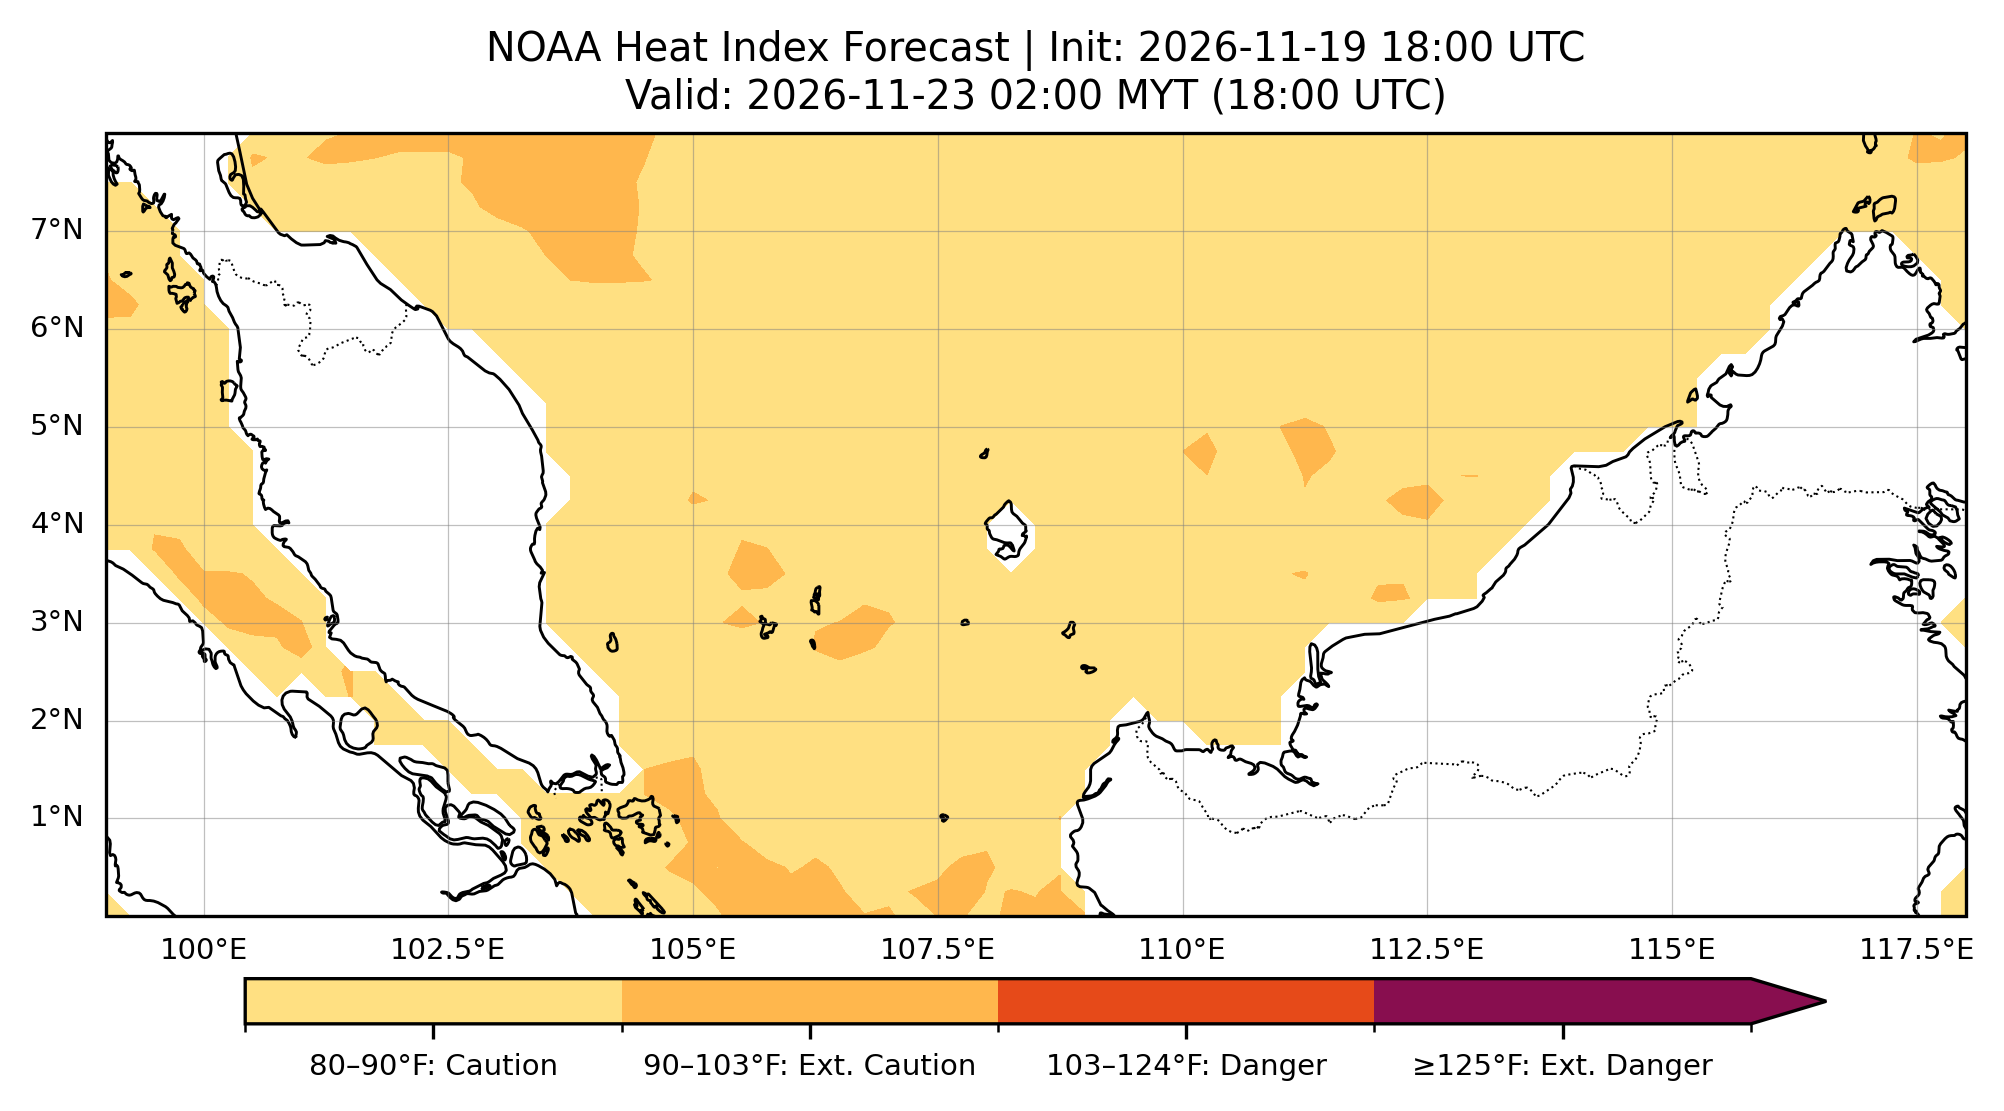 NOAA Heat Index Forecast | Init: 2026-11-19 18:00 UTC
Valid: 2026-11-23 02:00 MYT (18:00 UTC)
7°N
6°N
5°N
4°N
3°N
2°N
1°N
100°E 102.5°E 105°E 107.5°E 110°E 112.5°E 115°E 117.5°E
80–90°F: Caution 90–103°F: Ext. Caution 103–124°F: Danger ≥125°F: Ext. Danger